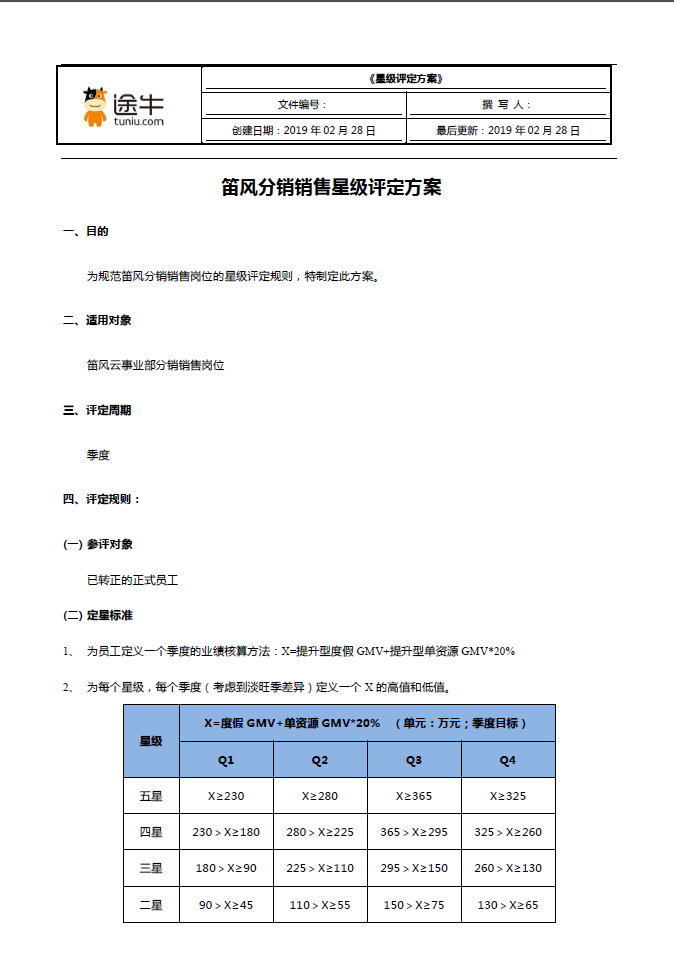 途牛
tuniu.com
《星级评定方案》
文件编号：
撰 写 人：
创建日期：2019 年 02 月 28 日
最后更新：2019 年 02 月 28 日
笛风分销销售星级评定方案
一、目的
为规范笛风分销销售岗位的星级评定规则，特制定此方案。
二、适用对象
笛风云事业部分销销售岗位
三、评定周期
季度
四、评定规则：
(一) 参评对象
已转正的正式员工
(二) 定星标准
1、 为员工定义一个季度的业绩核算方法：X=提升型度假 GMV+提升型单资源 GMV*20%
2、 为每个星级，每个季度（考虑到淡旺季差异）定义一个 X 的高值和低值。
星级
X=度假 GMV+单资源 GMV*20% （单元：万元；季度目标）
Q1 Q2 Q3 Q4
五星 X≥230 X≥280 X≥365 X≥325
四星 230＞X≥180 280＞X≥225 365＞X≥295 325＞X≥260
三星 180＞X≥90 225＞X≥110 295＞X≥150 260＞X≥130
二星 90＞X≥45 110＞X≥55 150＞X≥75 130＞X≥65